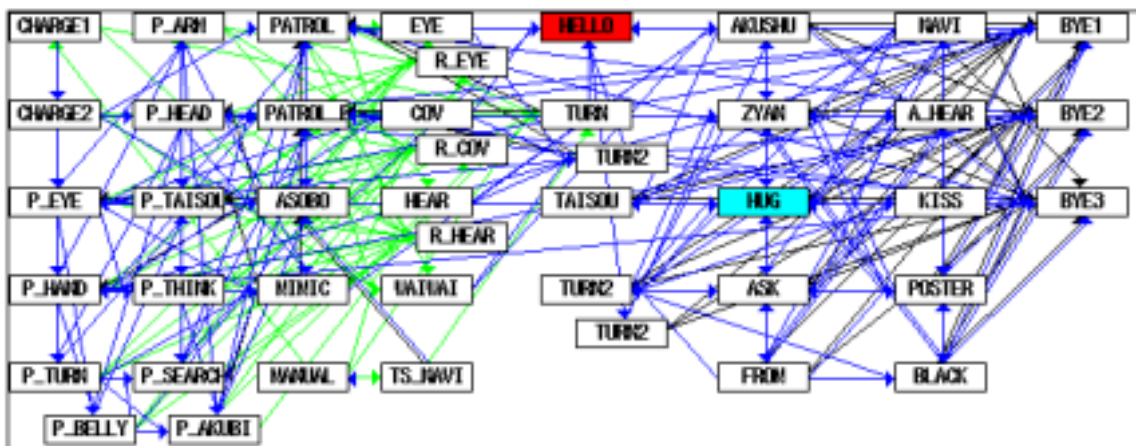 CHARGE1 P_ARM PATROL EYE HELLO AKUSHU NAVI BYE1
R_EYE
CHARGE2 P_HEAD PATROL_B COV TURN ZYAN A_HEAR BYE2
R_COV TURN2
P_EYE P_TAISOU ASOBO HEAR TAISOU HUG KISS BYE3
R_HEAR
P_HAND P_THINK MIMIC UAIUAI TURN2 ASK POSTER
TURN2
P_TURN P_SEARCH MANUAL TS_NAVI FROM BLACK
P_BELLY P_AKUBI